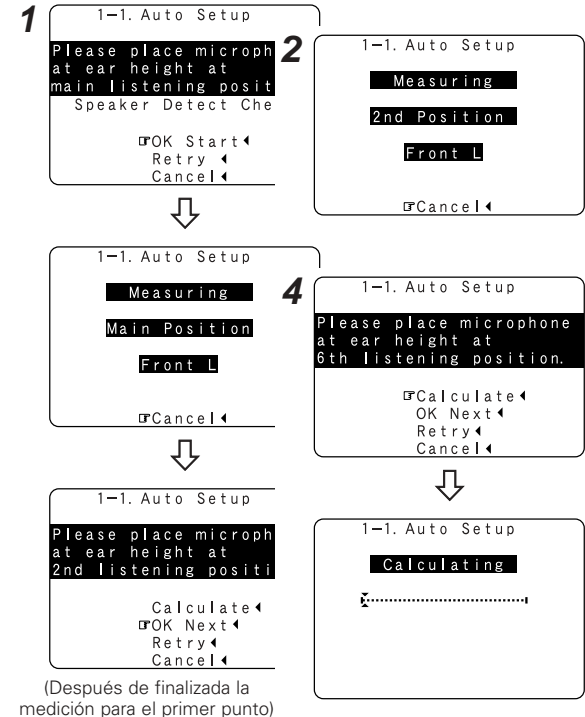 1
1-1. Auto Setup
Please place microph
at ear height at
main listening posit
Speaker Detect Che
OK Start
Retry
Cancel
1-1. Auto Setup
Measuring
Main Position
Front L
Cancel
1-1. Auto Setup
Please place microph
at ear height at
2nd listening positi
Calculate
OK Next
Retry
Cancel
(Después de finalizada la
medición para el primer punto)
2
1-1. Auto Setup
Measuring
2nd Position
Front L
Cancel
4
1-1. Auto Setup
Please place microphone
at ear height at
6th listening position.
Calculate
OK Next
Retry
Cancel
1-1. Auto Setup
Calculating